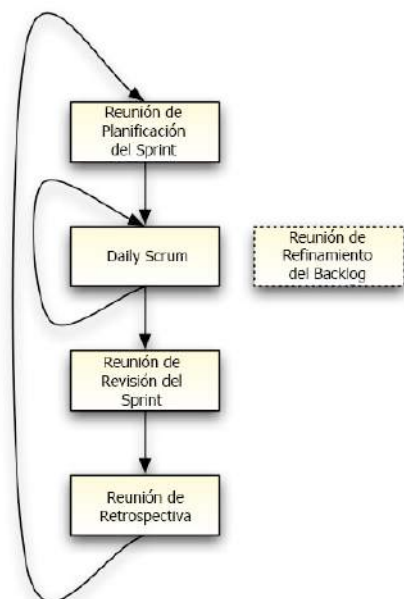 Reunión de
Planificación
del Sprint
Daily Scrum
Reunión de
Refinamiento
del Backlog
Reunión de
Revisión del
Sprint
Reunión de
Retrospectiva